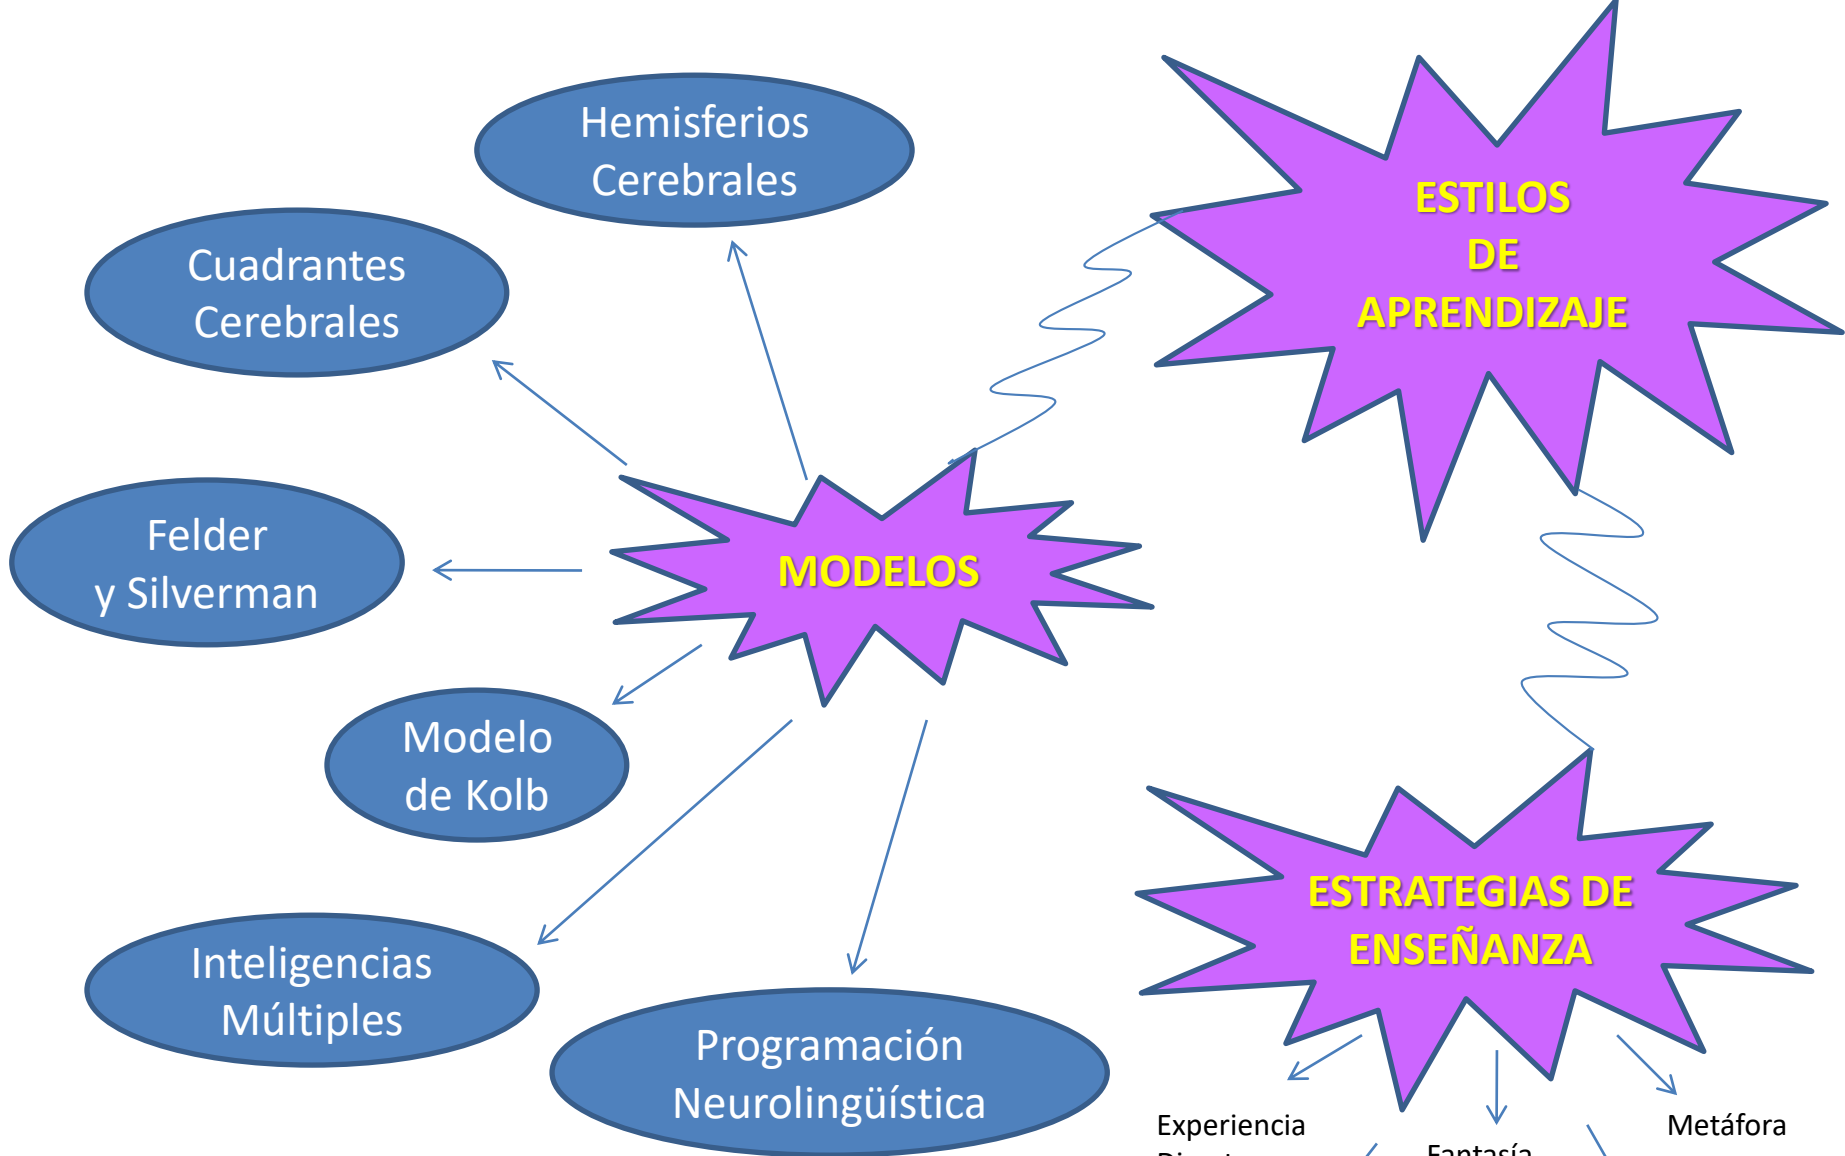 Hemisferios
Cerebrales
Cuadrantes
Cerebrales
Felder
y Silverman
Modelo
de Kolb
Inteligencias
Múltiples
Programación
Neurolingüística
MODELOS
ESTILOS
DE
APRENDIZAJE
ESTRATEGIAS DE
ENSEÑANZA
Experiencia
Fantasía
Metáfora